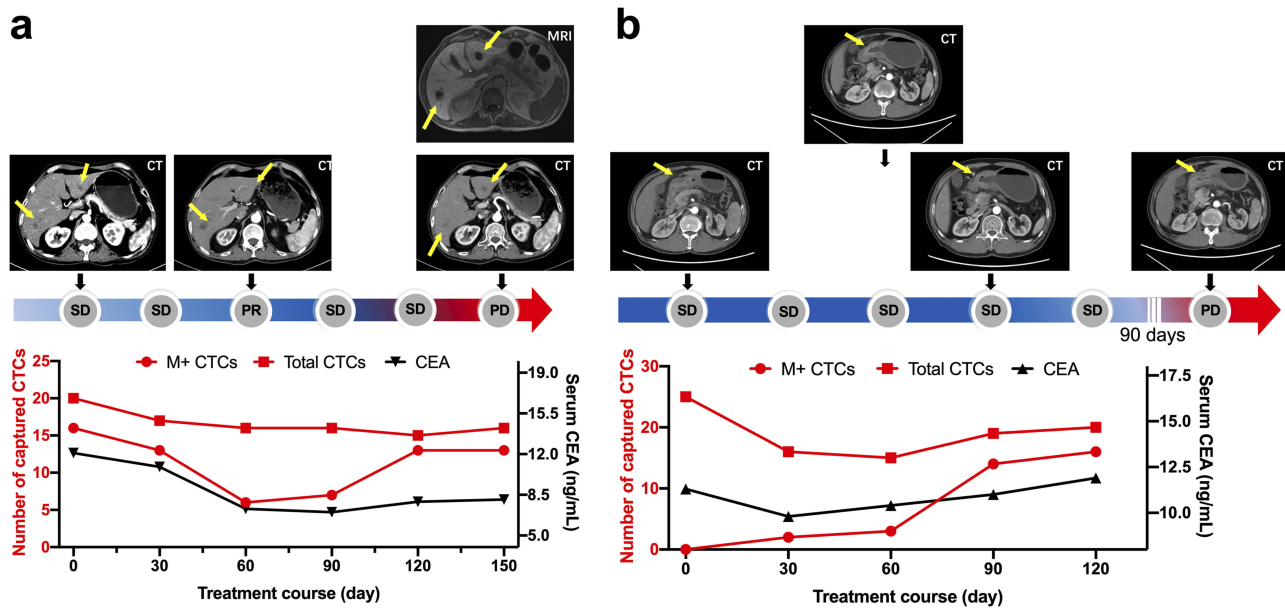 a
MRI
CT
CT
CT
SD
SD
PR
SD
SD
PD
M+ CTCs
Total CTCs
CEA
Number of captured CTCs
25
20
15
10
5
0
Serum CEA (ng/mL)
19.0
15.5
12.0
8.5
5.0
0
30
60
90
120
150
Treatment course (day)
b
CT
CT
CT
CT
SD
SD
SD
SD
SD
PD
90 days
M+ CTCs
Total CTCs
CEA
Number of captured CTCs
30
20
10
0
Serum CEA (ng/mL)
17.5
15.0
12.5
10.0
0
30
60
90
120
Treatment course (day)